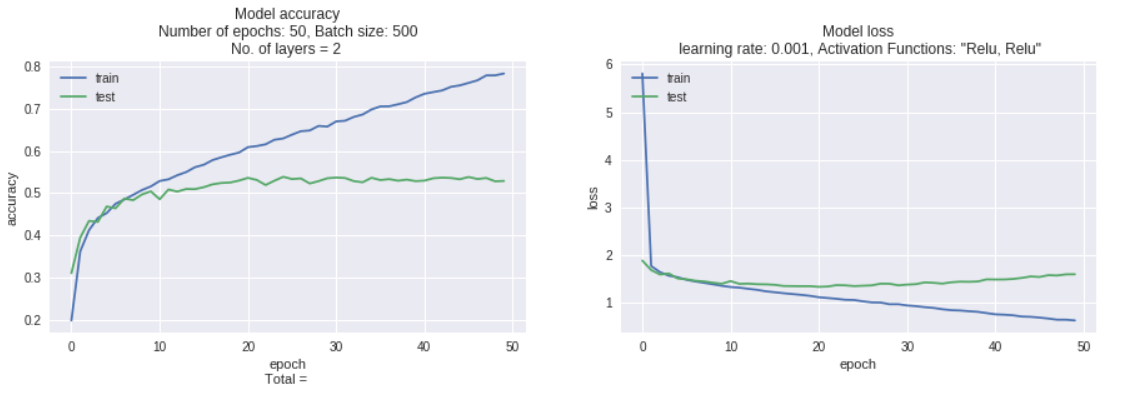 Model accuracy
Number of epochs: 50, Batch size: 500
No. of layers = 2
0.8
0.7
0.6
0.5
0.4
0.3
0.2
accuracy
train
test
0 10 20 30 40 50
epoch
Total =
Model loss
learning rate: 0.001, Activation Functions: "Relu, Relu"
6
5
4
3
2
1
loss
train
test
0 10 20 30 40 50
epoch